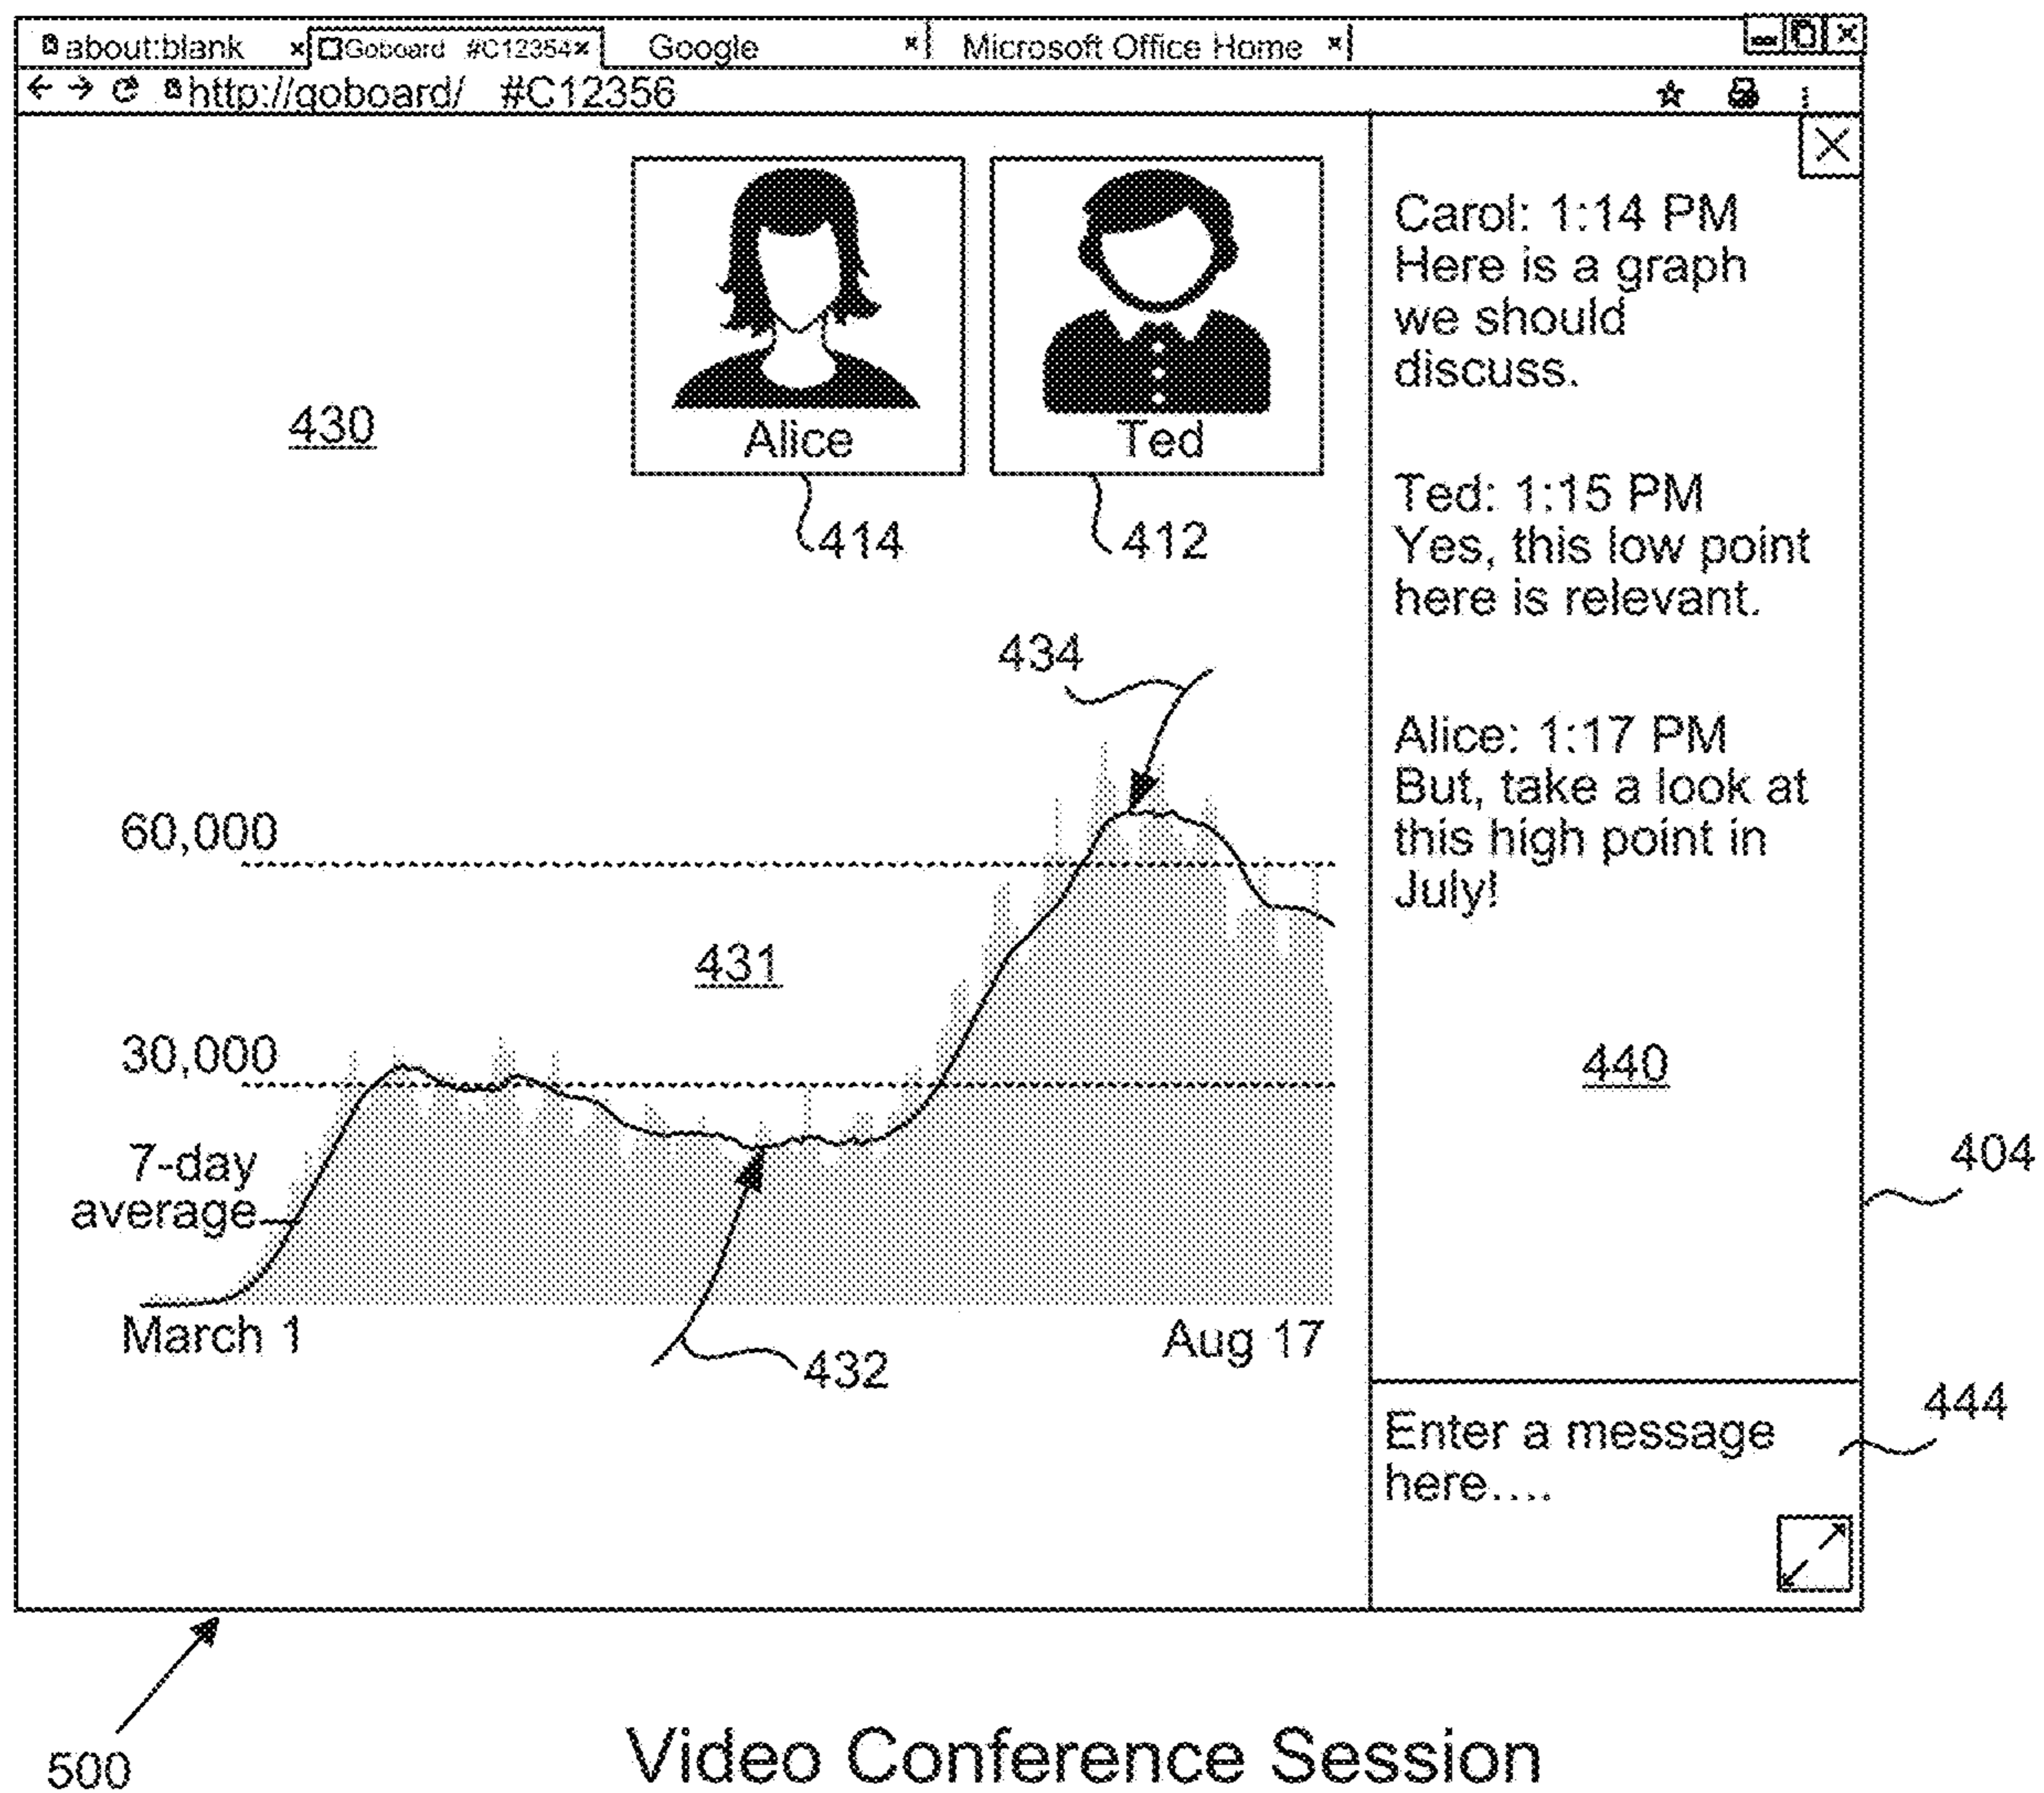 about:blank
Goboard #C12354
Google
Microsoft Office Home
http://qoboard/ #C12356
Alice
Ted
430
414
412
Carol: 1:14 PM
Here is a graph
we should
discuss.
Ted: 1:15 PM
Yes, this low point
here is relevant.
Alice: 1:17 PM
But, take a look at
this high point in
July!
440
434
60,000
431
30,000
7-day
average
March 1
Aug 17
432
404
444
Enter a message
here....
500
Video Conference Session